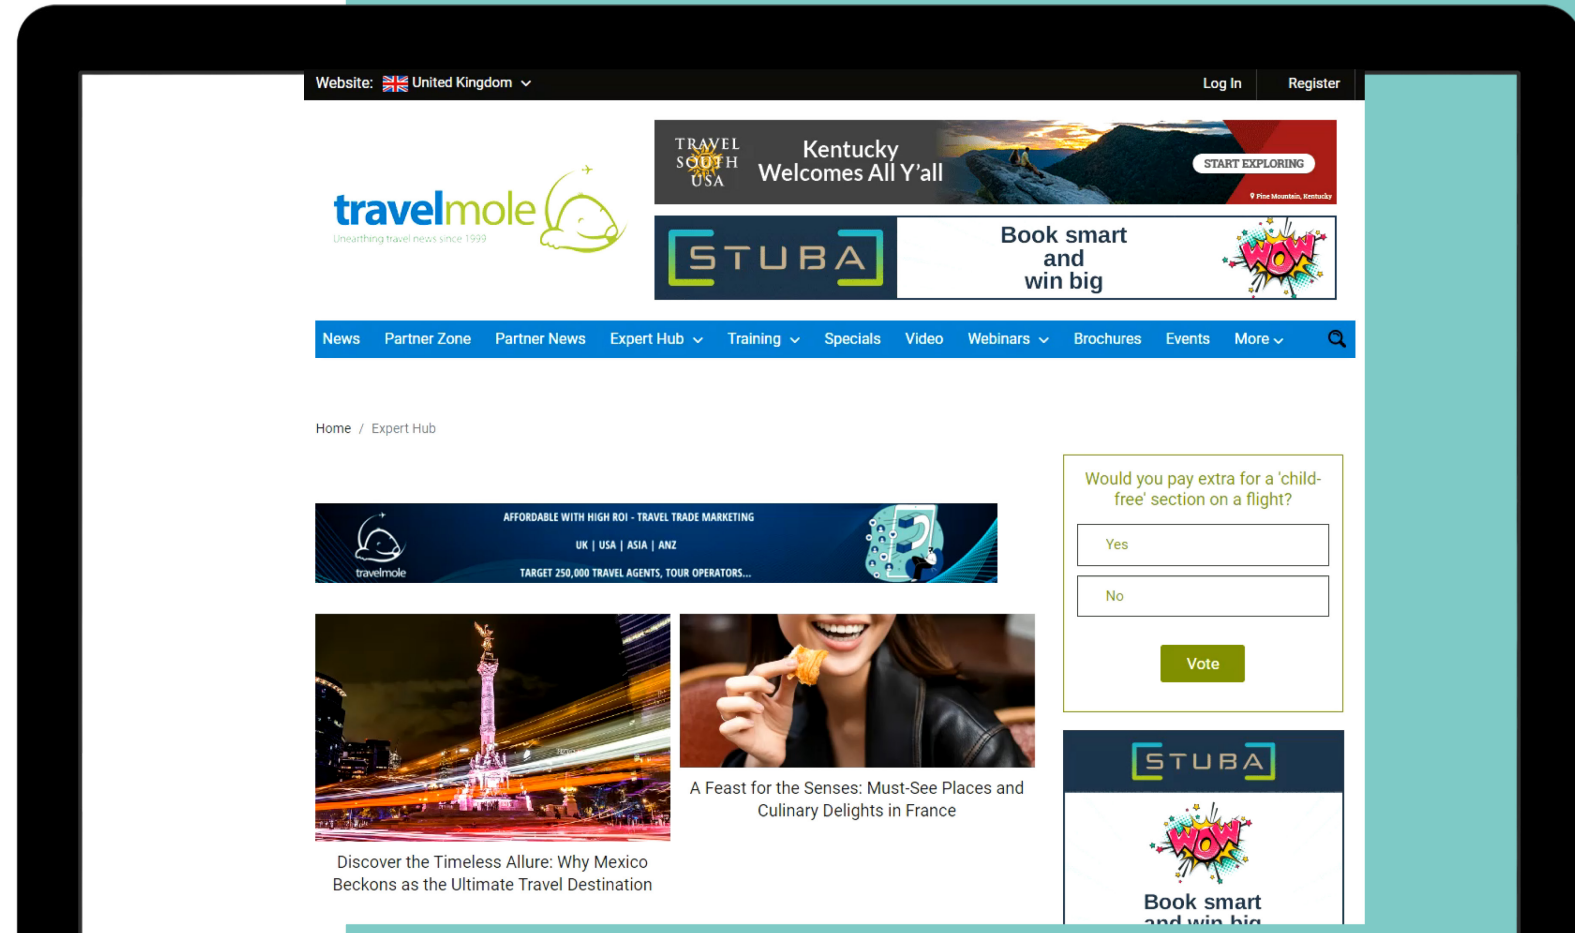 Website: United Kingdom
Log In
Register
travelmole
Unearthing travel news since 1999
TRAVEL
SOUTH
USA
Kentucky
Welcomes All Y'all
START EXPLORING
Pine Mountain, Kentucky
STUBA
Book smart
and
win big
WOW
News Partner Zone Partner News Expert Hub Training Specials Video Webinars Brochures Events More
Home / Expert Hub
travelmole
AFFORDABLE WITH HIGH ROI - TRAVEL TRADE MARKETING
UK | USA | ASIA | ANZ
TARGET 250,000 TRAVEL AGENTS, TOUR OPERATORS...
Discover the Timeless Allure: Why Mexico
Beckons as the Ultimate Travel Destination
A Feast for the Senses: Must-See Places and
Culinary Delights in France
Would you pay extra for a 'child-
free' section on a flight?
Yes
No
Vote
STUBA
WOW
Book smart
and win big